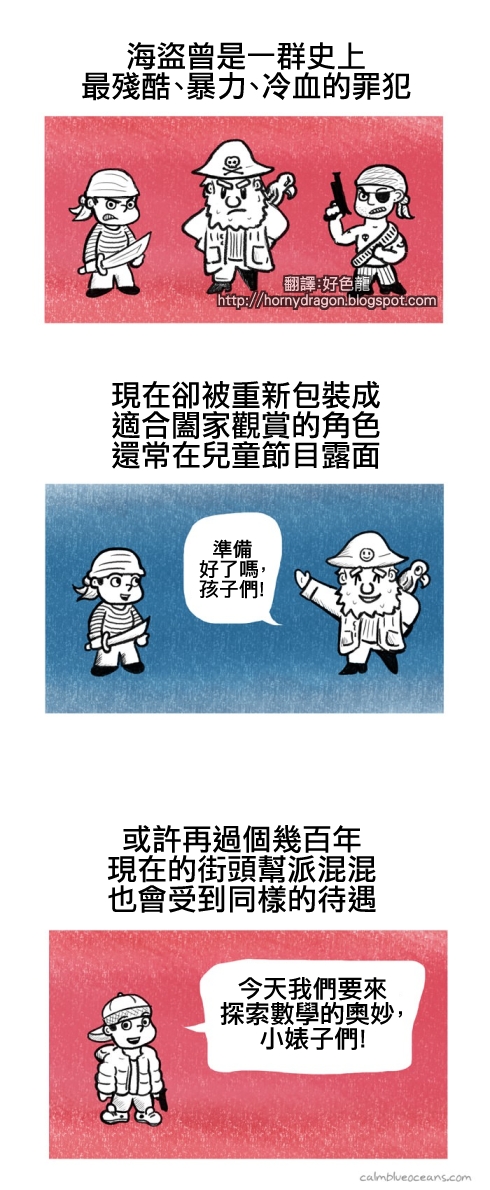 海盜曾是一群史上
最殘酷、暴力、冷血的罪犯
翻譯：好色龍
http://hornydragon.blogspot.com
現在卻被重新包裝成
適合闔家觀賞的角色
還常在兒童節目露面
準備
好了嗎，
孩子們！
或許再過個幾百年
現在的街頭幫派混混
也會受到同樣的待遇
今天我們要來
探索數學的奧妙，
小婊子們！
calmblueoceans.com